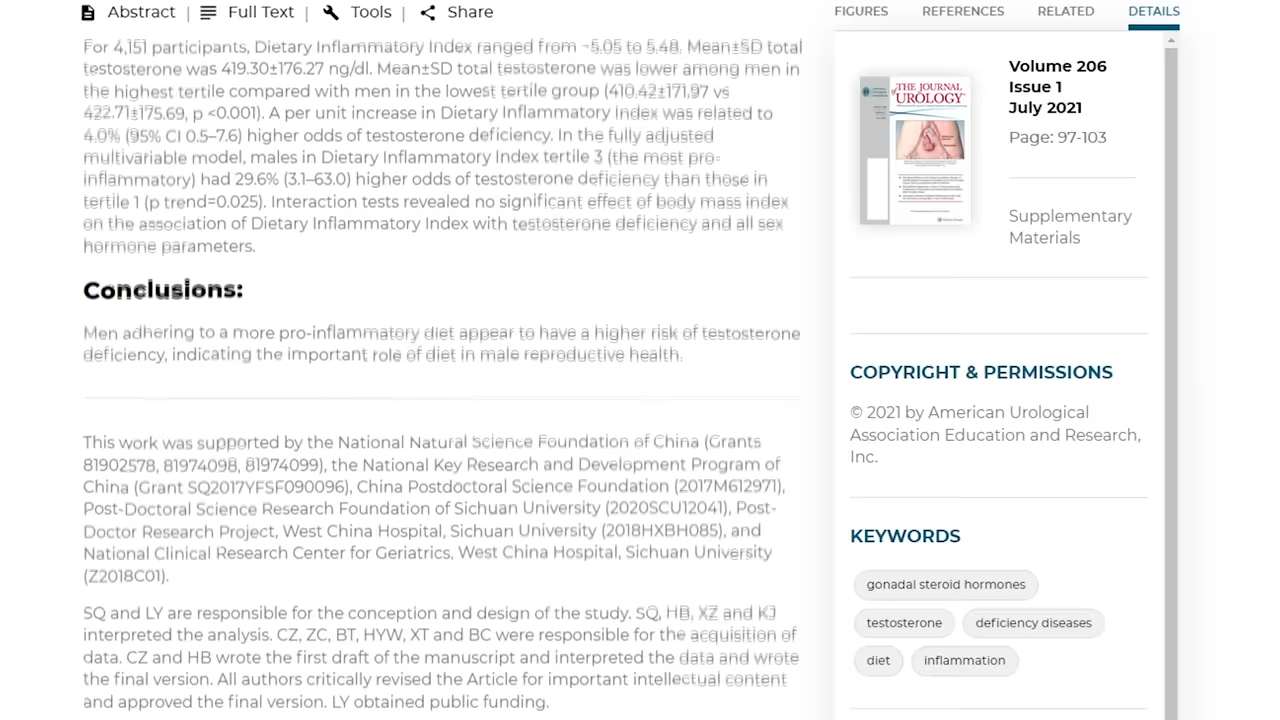 Abstract | Full Text | Tools | Share
For 4,151 participants, Dietary Inflammatory Index ranged from −5.05 to 5.48. Mean±SD total
testosterone was 419.30±176.27 ng/dl. Mean±SD total testosterone was lower among men in
the highest tertile compared with men in the lowest tertile group (410.42±171.97 vs
422.71±175.69, p <0.001). A per unit increase in Dietary Inflammatory Index was related to
4.0% (95% CI 0.5–7.6) higher odds of testosterone deficiency. In the fully adjusted
multivariable model, males in Dietary Inflammatory Index tertile 3 (the most pro-
inflammatory) had 29.6% (3.1–63.0) higher odds of testosterone deficiency than those in
tertile 1 (p trend=0.025). Interaction tests revealed no significant effect of body mass index
on the association of Dietary Inflammatory Index with testosterone deficiency and all sex
hormone parameters.
Conclusions:
Men adhering to a more pro-inflammatory diet appear to have a higher risk of testosterone
deficiency, indicating the important role of diet in male reproductive health.
This work was supported by the National Natural Science Foundation of China (Grants
81902578, 81974098, 81974099), the National Key Research and Development Program of
China (Grant SQ2017YFSF090096), China Postdoctoral Science Foundation (2017M612971),
Post-Doctoral Science Research Foundation of Sichuan University (2020SCU12041), Post-
Doctor Research Project, West China Hospital, Sichuan University (2018HXBH085), and
National Clinical Research Center for Geriatrics, West China Hospital, Sichuan University
(Z2018C01).
SQ and LY are responsible for the conception and design of the study. SQ, HB, XZ and KJ
interpreted the analysis. CZ, ZC, BT, HYW, XT and BC were responsible for the acquisition of
data. CZ and HB wrote the first draft of the manuscript and interpreted the data and wrote
the final version. All authors critically revised the Article for important intellectual content
and approved the final version. LY obtained public funding.
FIGURES REFERENCES RELATED DETAILS
THE JOURNAL
of UROLOGY
Volume 206
Issue 1
July 2021
Page: 97-103
Supplementary
Materials
COPYRIGHT & PERMISSIONS
© 2021 by American Urological
Association Education and Research,
Inc.
KEYWORDS
gonadal steroid hormones
testosterone deficiency diseases
diet inflammation